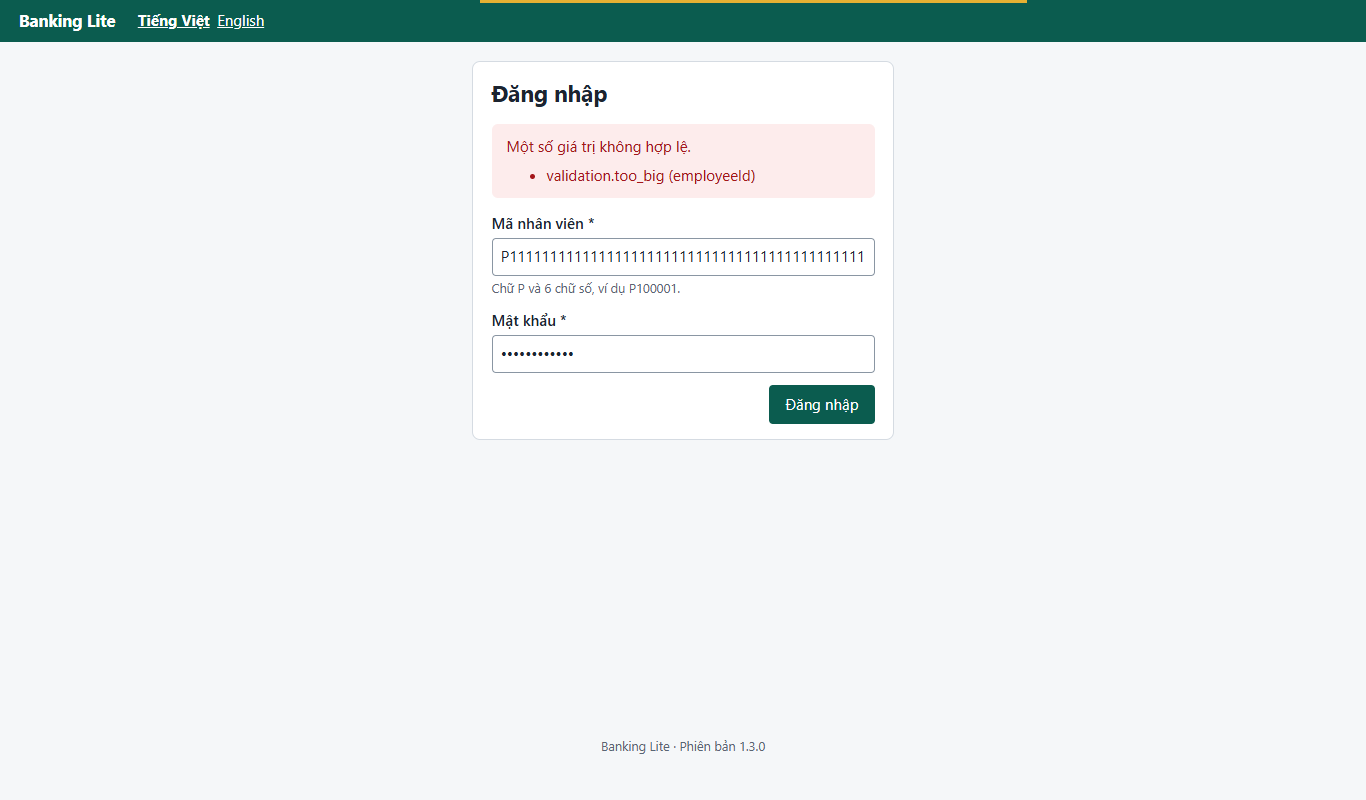 Banking Lite Tiếng Việt English
Đăng nhập
Một số giá trị không hợp lệ.
• validation.too_big (employeeId)
Mã nhân viên *
P111111111111111111111111111111111111111111111
Chữ P và 6 chữ số, ví dụ P100001.
Mật khẩu *
••••••••••••
Đăng nhập
Banking Lite · Phiên bản 1.3.0